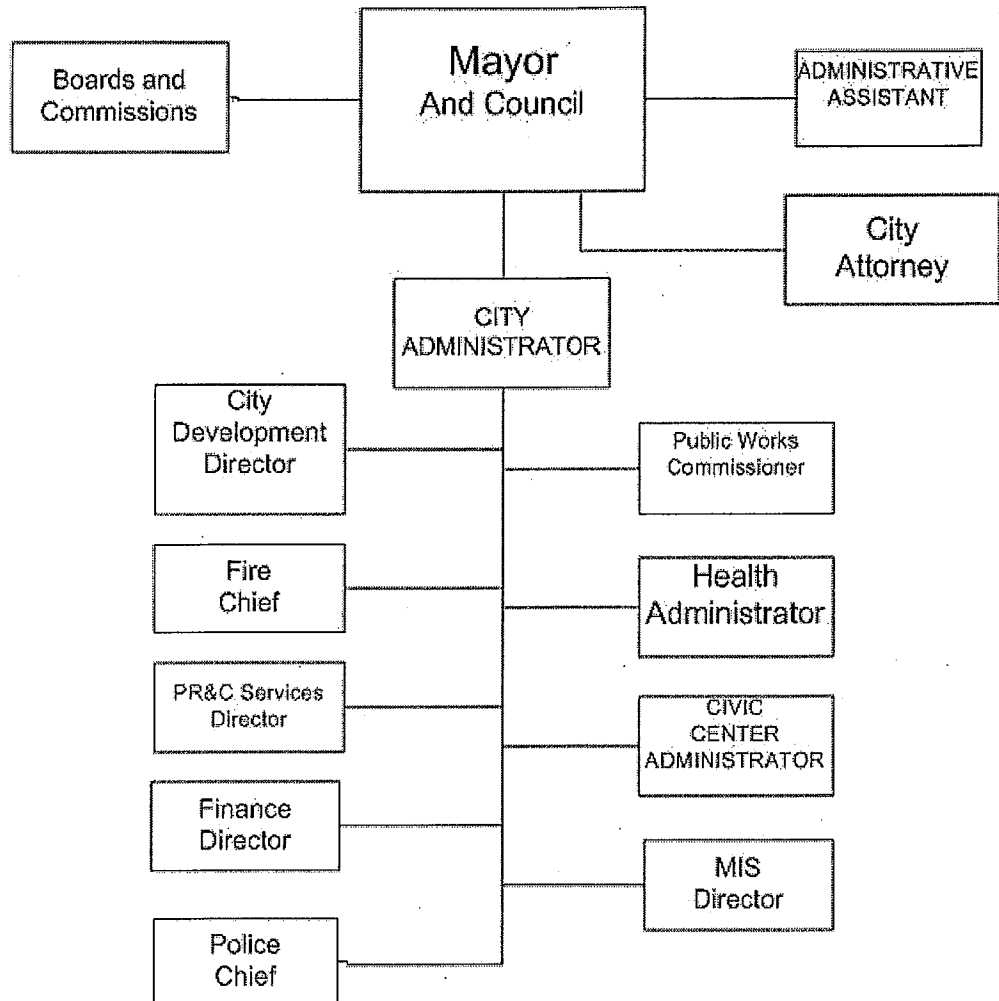 Mayor
And Council
Boards and
Commissions
ADMINISTRATIVE
ASSISTANT
City
Attorney
CITY
ADMINISTRATOR
City
Development
Director
Public Works
Commissioner
Fire
Chief
Health
Administrator
PR&C Services
Director
CIVIC
CENTER
ADMINISTRATOR
Finance
Director
MIS
Director
Police
Chief